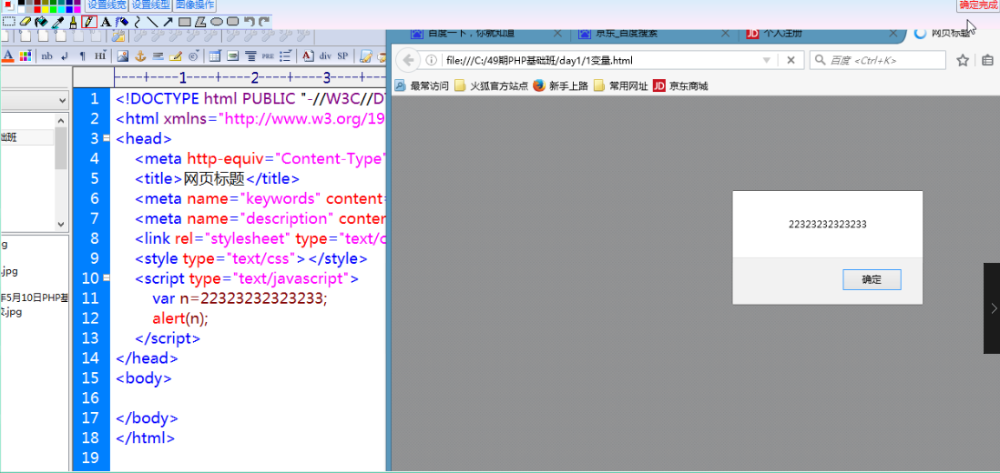 设置线宽 设置线型 图像操作 确定完成
百度一下，你就知道 京东_百度搜索 个人注册 网页标题
nb ¶ HI PRE div SP
file:///C:/49期PHP基础班/day1/1变量.html
百度 <Ctrl+K>
最常访问 火狐官方站点 新手上路 常用网址 京东商城
----+----1----+----2----+----3----+----
1 <!DOCTYPE html PUBLIC "-//W3C//D
2 <html xmlns="http://www.w3.org/19
3 <head>
4 <meta http-equiv="Content-Type"
5 <title>网页标题</title>
6 <meta name="keywords" content=
7 <meta name="description" conten
8 <link rel="stylesheet" type="text/c
9 <style type="text/css"></style>
10 <script type="text/javascript">
11 var n=22323232323233;
12 alert(n);
13 </script>
14 </head>
15 <body>
16
17 </body>
18 </html>
19
础班
.jpg
年5月10日PHP基
.jpg
22323232323233
确定